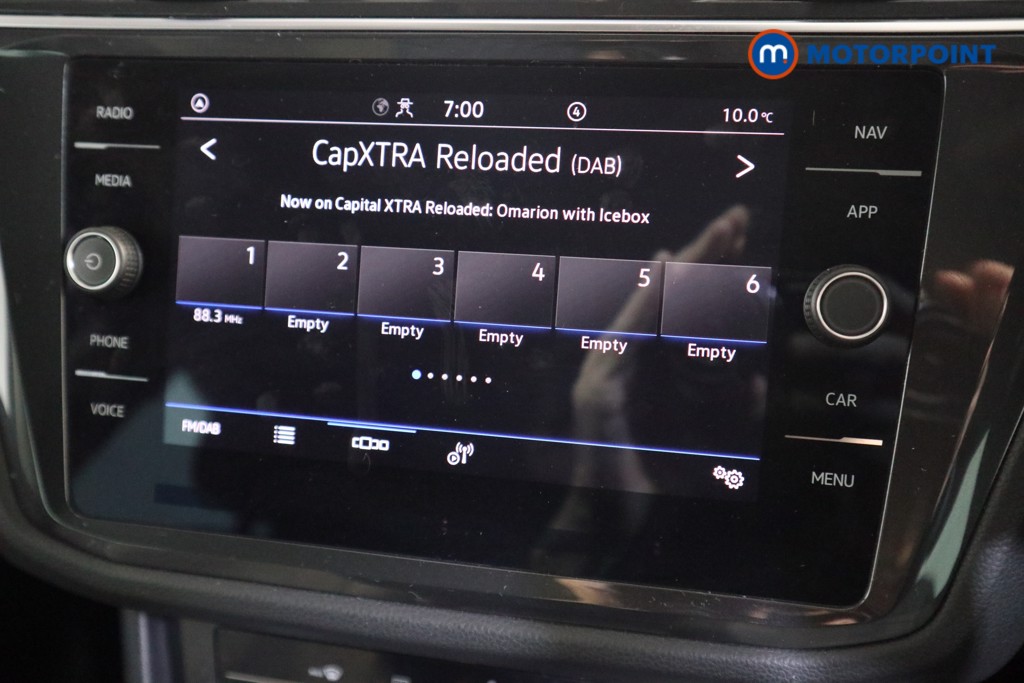 m MOTORPOINT
RADIO
MEDIA
PHONE
VOICE
7:00 4 10.0°C
< CapXTRA Reloaded (DAB) >
Now on Capital XTRA Reloaded: Omarion with Icebox
1 2 3 4 5 6
88.3 MHz Empty Empty Empty Empty Empty
FM/DAB
NAV
APP
CAR
MENU